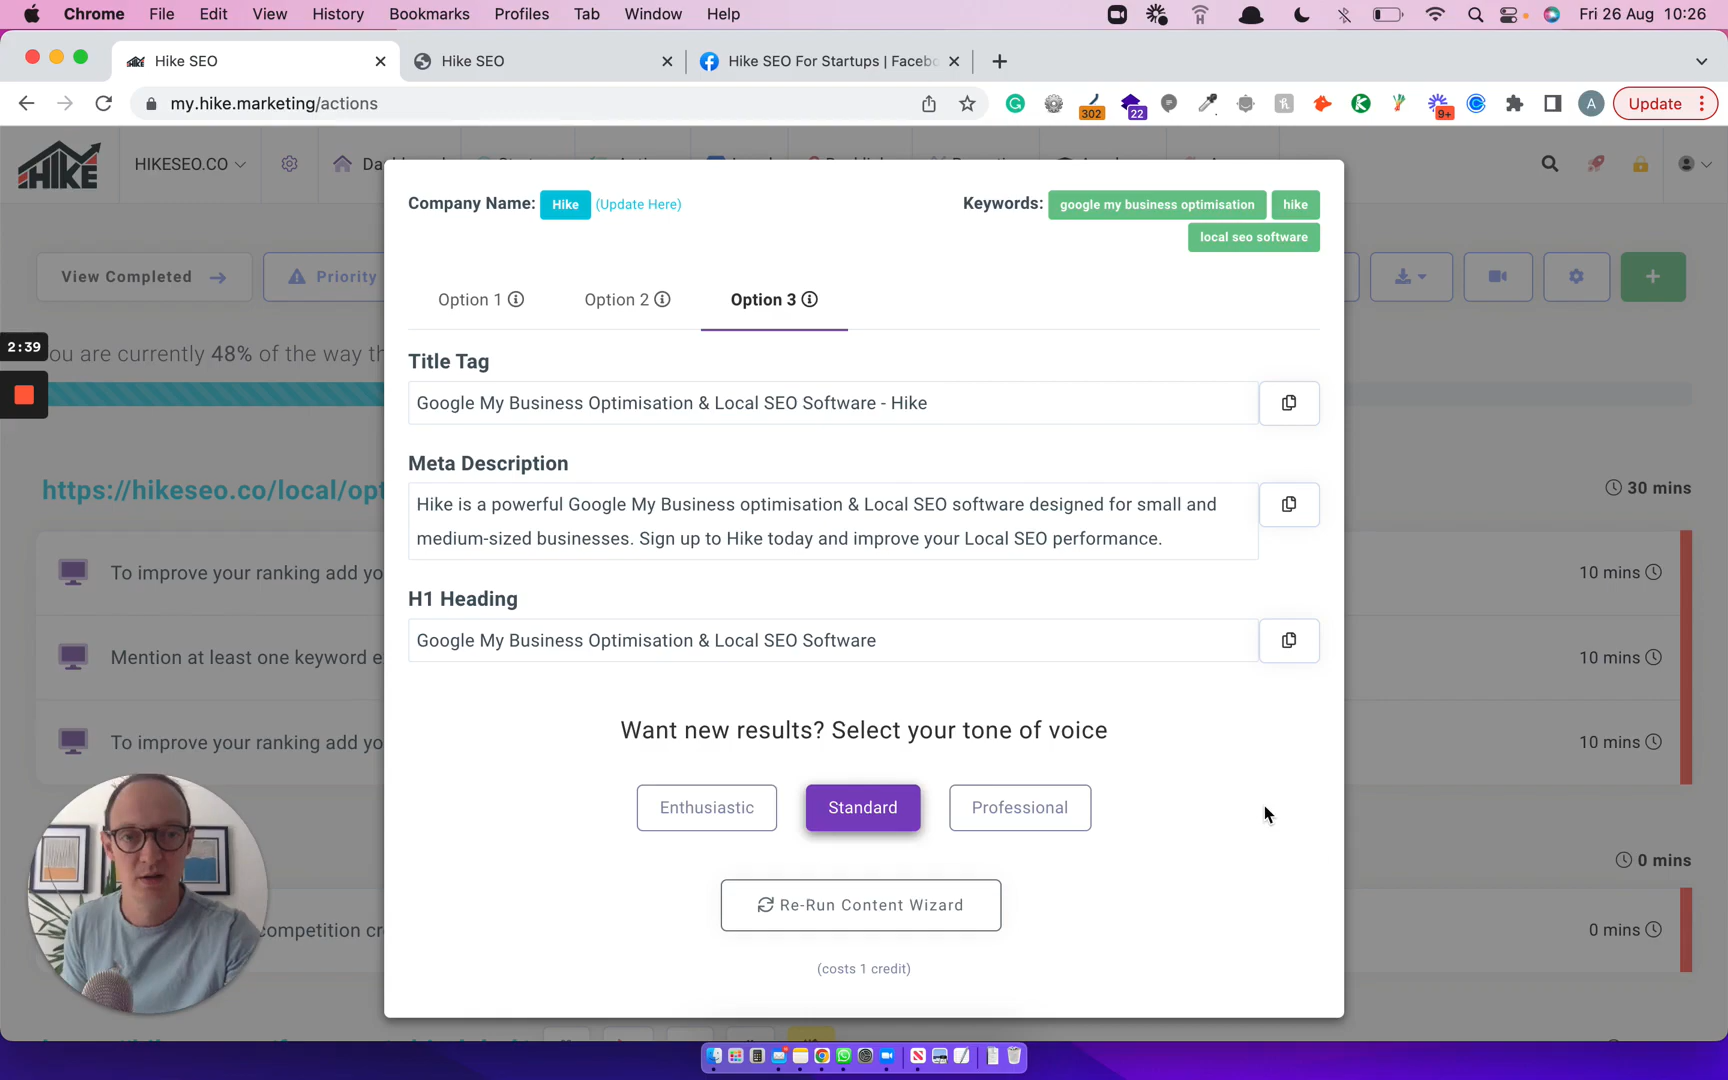 Chrome File Edit View History Bookmarks Profiles Tab Window Help Fri 26 Aug 10:26
Hike SEO Hike SEO Hike SEO For Startups | Facebo
my.hike.marketing/actions 302 22 9+ A Update
HIKE HIKESEO.CO
Company Name: Hike (Update Here) Keywords: google my business optimisation hike
local seo software
View Completed Priority
Option 1 Option 2 Option 3
2:39
ou are currently 48% of the way th
Title Tag
Google My Business Optimisation & Local SEO Software - Hike
Meta Description
https://hikeseo.co/local/opt 30 mins
Hike is a powerful Google My Business optimisation & Local SEO software designed for small and
medium-sized businesses. Sign up to Hike today and improve your Local SEO performance.
To improve your ranking add yo 10 mins
H1 Heading
Google My Business Optimisation & Local SEO Software
Mention at least one keyword e 10 mins
Want new results? Select your tone of voice
To improve your ranking add yo 10 mins
Enthusiastic Standard Professional
0 mins
Re-Run Content Wizard
competition cr 0 mins
(costs 1 credit)